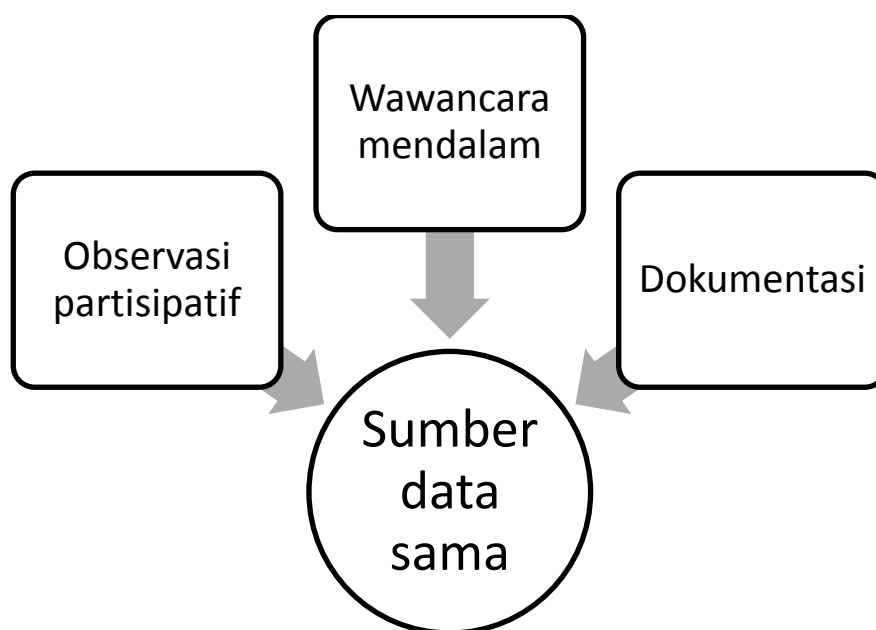 Wawancara
mendalam
Observasi
partisipatif
Dokumentasi
Sumber
data
sama